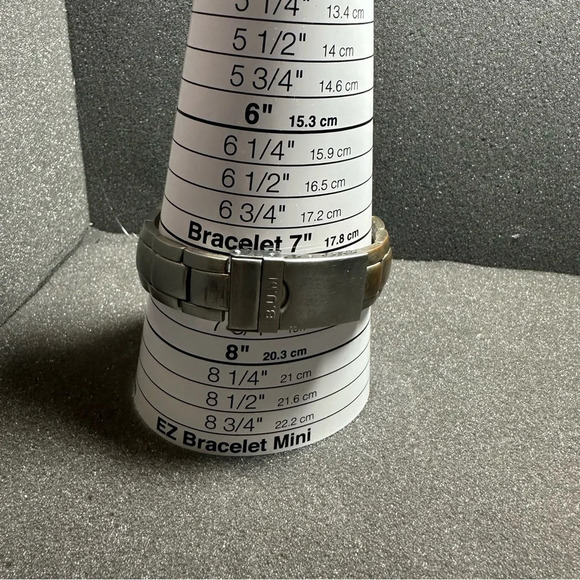 5 1/4" 13.4 cm
5 1/2" 14 cm
5 3/4" 14.6 cm
6" 15.3 cm
6 1/4" 15.9 cm
6 1/2" 16.5 cm
6 3/4" 17.2 cm
Bracelet 7" 17.8 cm
B.U.M
8" 20.3 cm
8 1/4" 21 cm
8 1/2" 21.6 cm
8 3/4" 22.2 cm
EZ Bracelet Mini